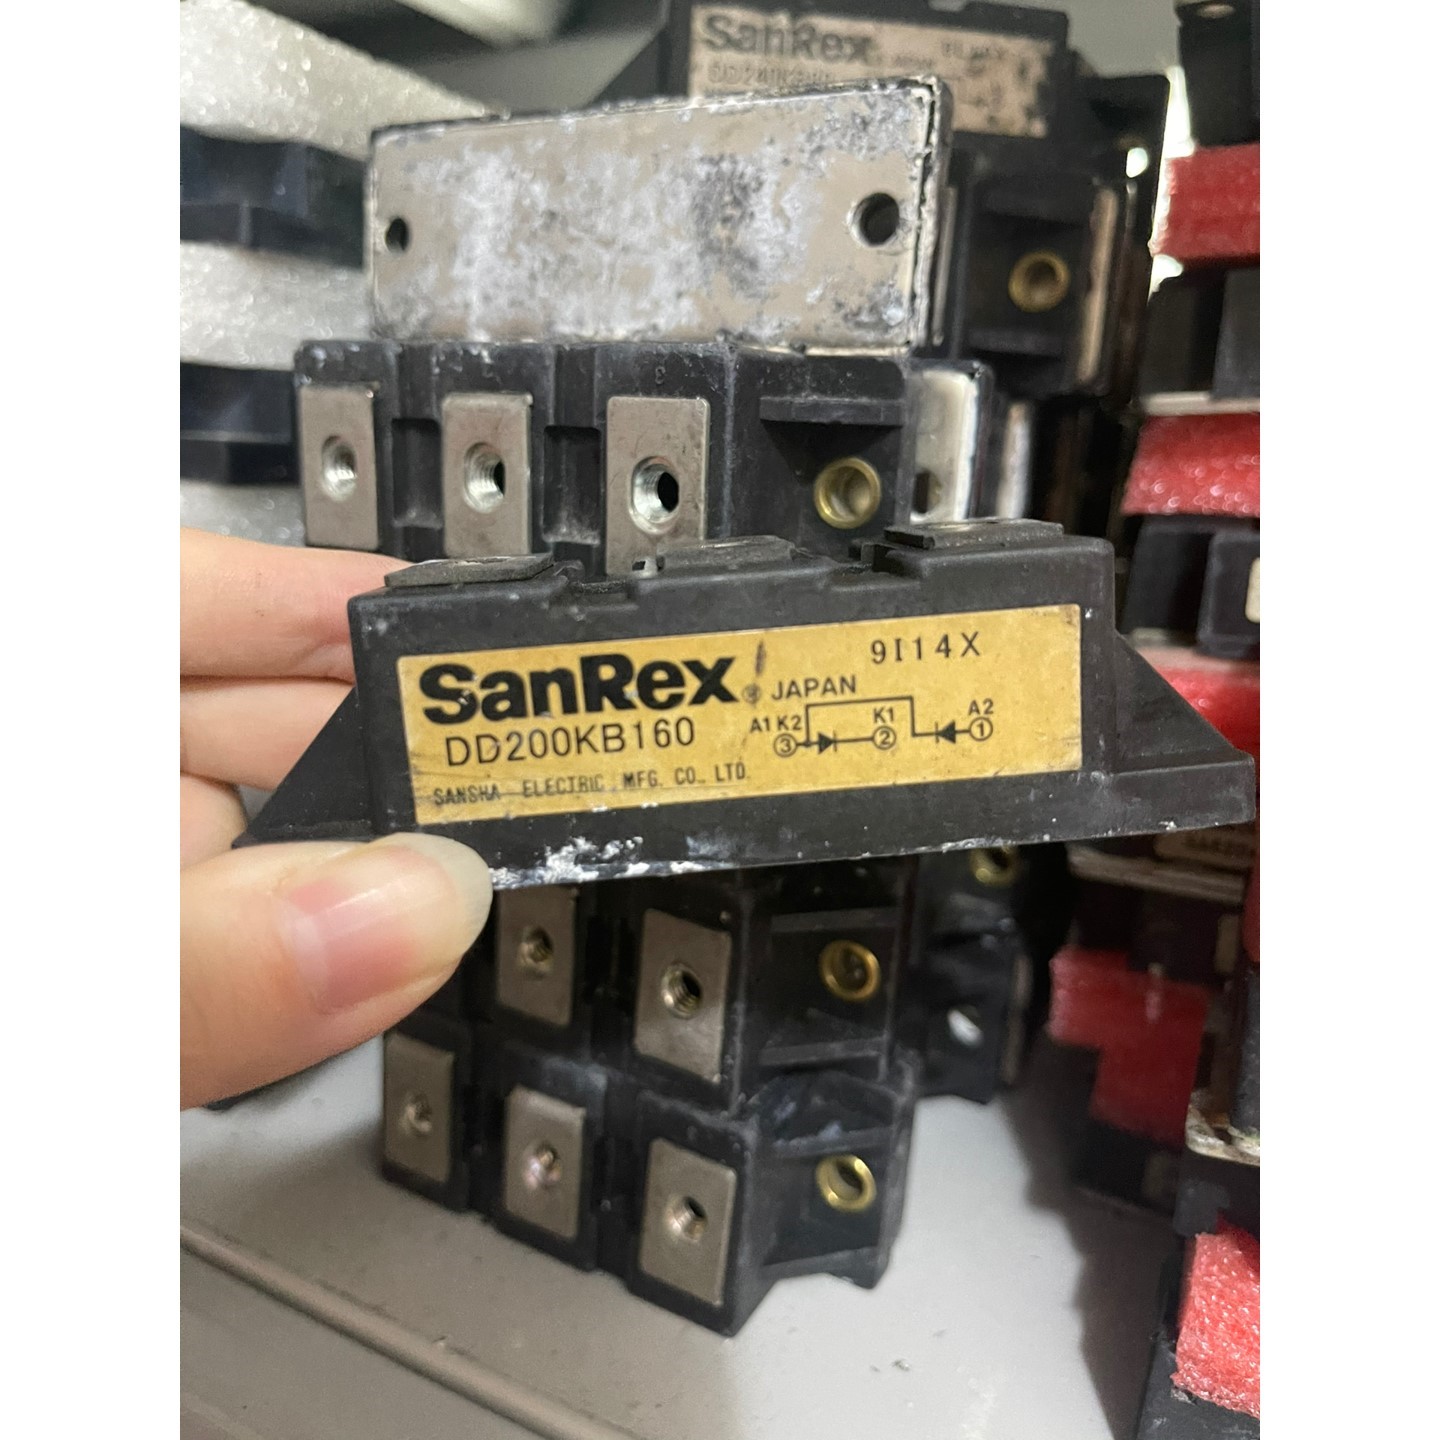 SanRex
SanRex
9I14X
JAPAN
DD200KB160
A1 K2
K1
A2
3
2
1
SANSHA ELECTRIC MFG. CO., LTD.